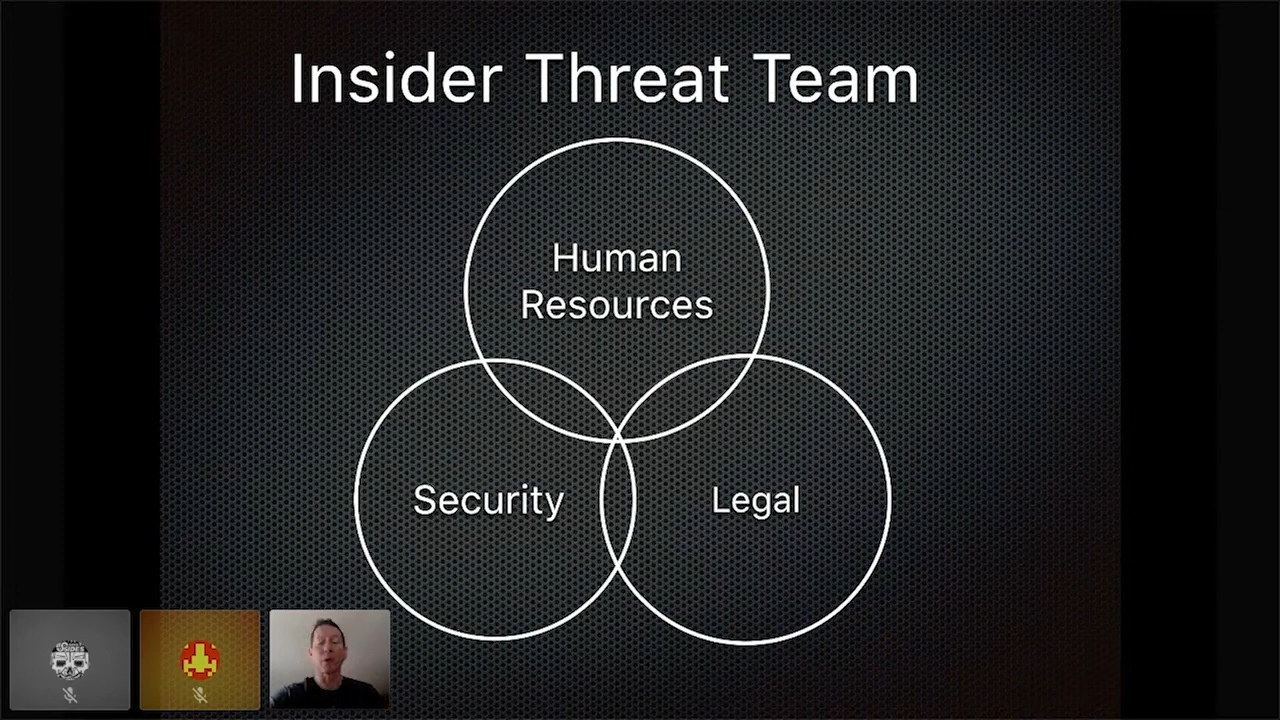 Insider Threat Team
Human
Resources
Security
Legal